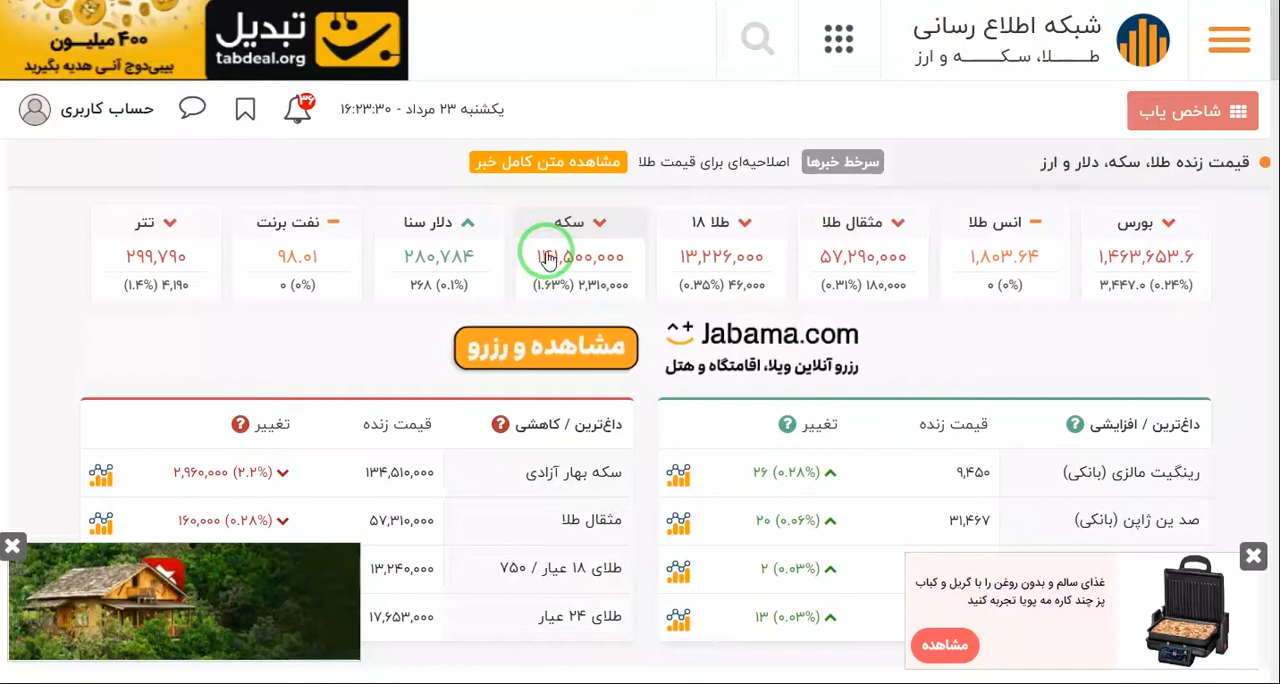 ۴۰۰ میلیــون
بیبی‌دوج آنـی هدیه بگیرید
تبدیل
tabdeal.org
شبکه اطلاع رسانی
طـــلا، سـکــــه و ارز
شاخص یاب
یکشنبه ۲۳ مرداد - ۱۶:۲۳:۳۰
۳۶
حساب کاربری
قیمت زنده طلا، سکه، دلار و ارز
سرخط خبرها
اصلاحیه‌ای برای قیمت طلا
مشاهده متن کامل خبر
بورس
۱,۴۶۳,۶۵۳.۶
۳,۴۴۷.۰ (۰.۲۴%)
انس طلا
۱,۸۰۳.۶۴
۰ (۰%)
مثقال طلا
۵۷,۲۹۰,۰۰۰
۱۸۰,۰۰۰ (۰.۳۱%)
طلا ۱۸
۱۳,۲۲۶,۰۰۰
۴۶,۰۰۰ (۰.۳۵%)
سکه
۲,۳۱۰,۰۰۰ (۱.۶۳%)
دلار سنا
۲۸۰,۷۸۴
۲۶۸ (۰.۱%)
نفت برنت
۹۸.۰۱
۰ (۰%)
تتر
۲۹۹,۷۹۰
۴,۱۹۰ (۱.۴%)
Jabama.com
رزرو آنلاین ویلا، اقامتگاه و هتل
مشاهده و رزرو
داغ‌ترین / افزایشی ? قیمت زنده تغییر ?
رینگیت مالزی (بانکی) ۹,۴۵۰ ۲۶ (۰.۲۸%)
صد ین ژاپن (بانکی) ۳۱,۴۶۷ ۲۰ (۰.۰۶%)
۲ (۰.۰۳%)
۱۳ (۰.۰۳%)
داغ‌ترین / کاهشی ? قیمت زنده تغییر ?
سکه بهار آزادی ۱۳۴,۵۱۰,۰۰۰ ۲,۹۶۰,۰۰۰ (۲.۲%)
مثقال طلا ۵۷,۳۱۰,۰۰۰ ۱۶۰,۰۰۰ (۰.۲۸%)
طلای ۱۸ عیار / ۷۵۰ ۱۳,۲۴۰,۰۰۰
طلای ۲۴ عیار ۱۷,۶۵۳,۰۰۰
غذای سالم و بدون روغن را با گریل و کباب
پز چند کاره مه پویا تجربه کنید
مشاهده